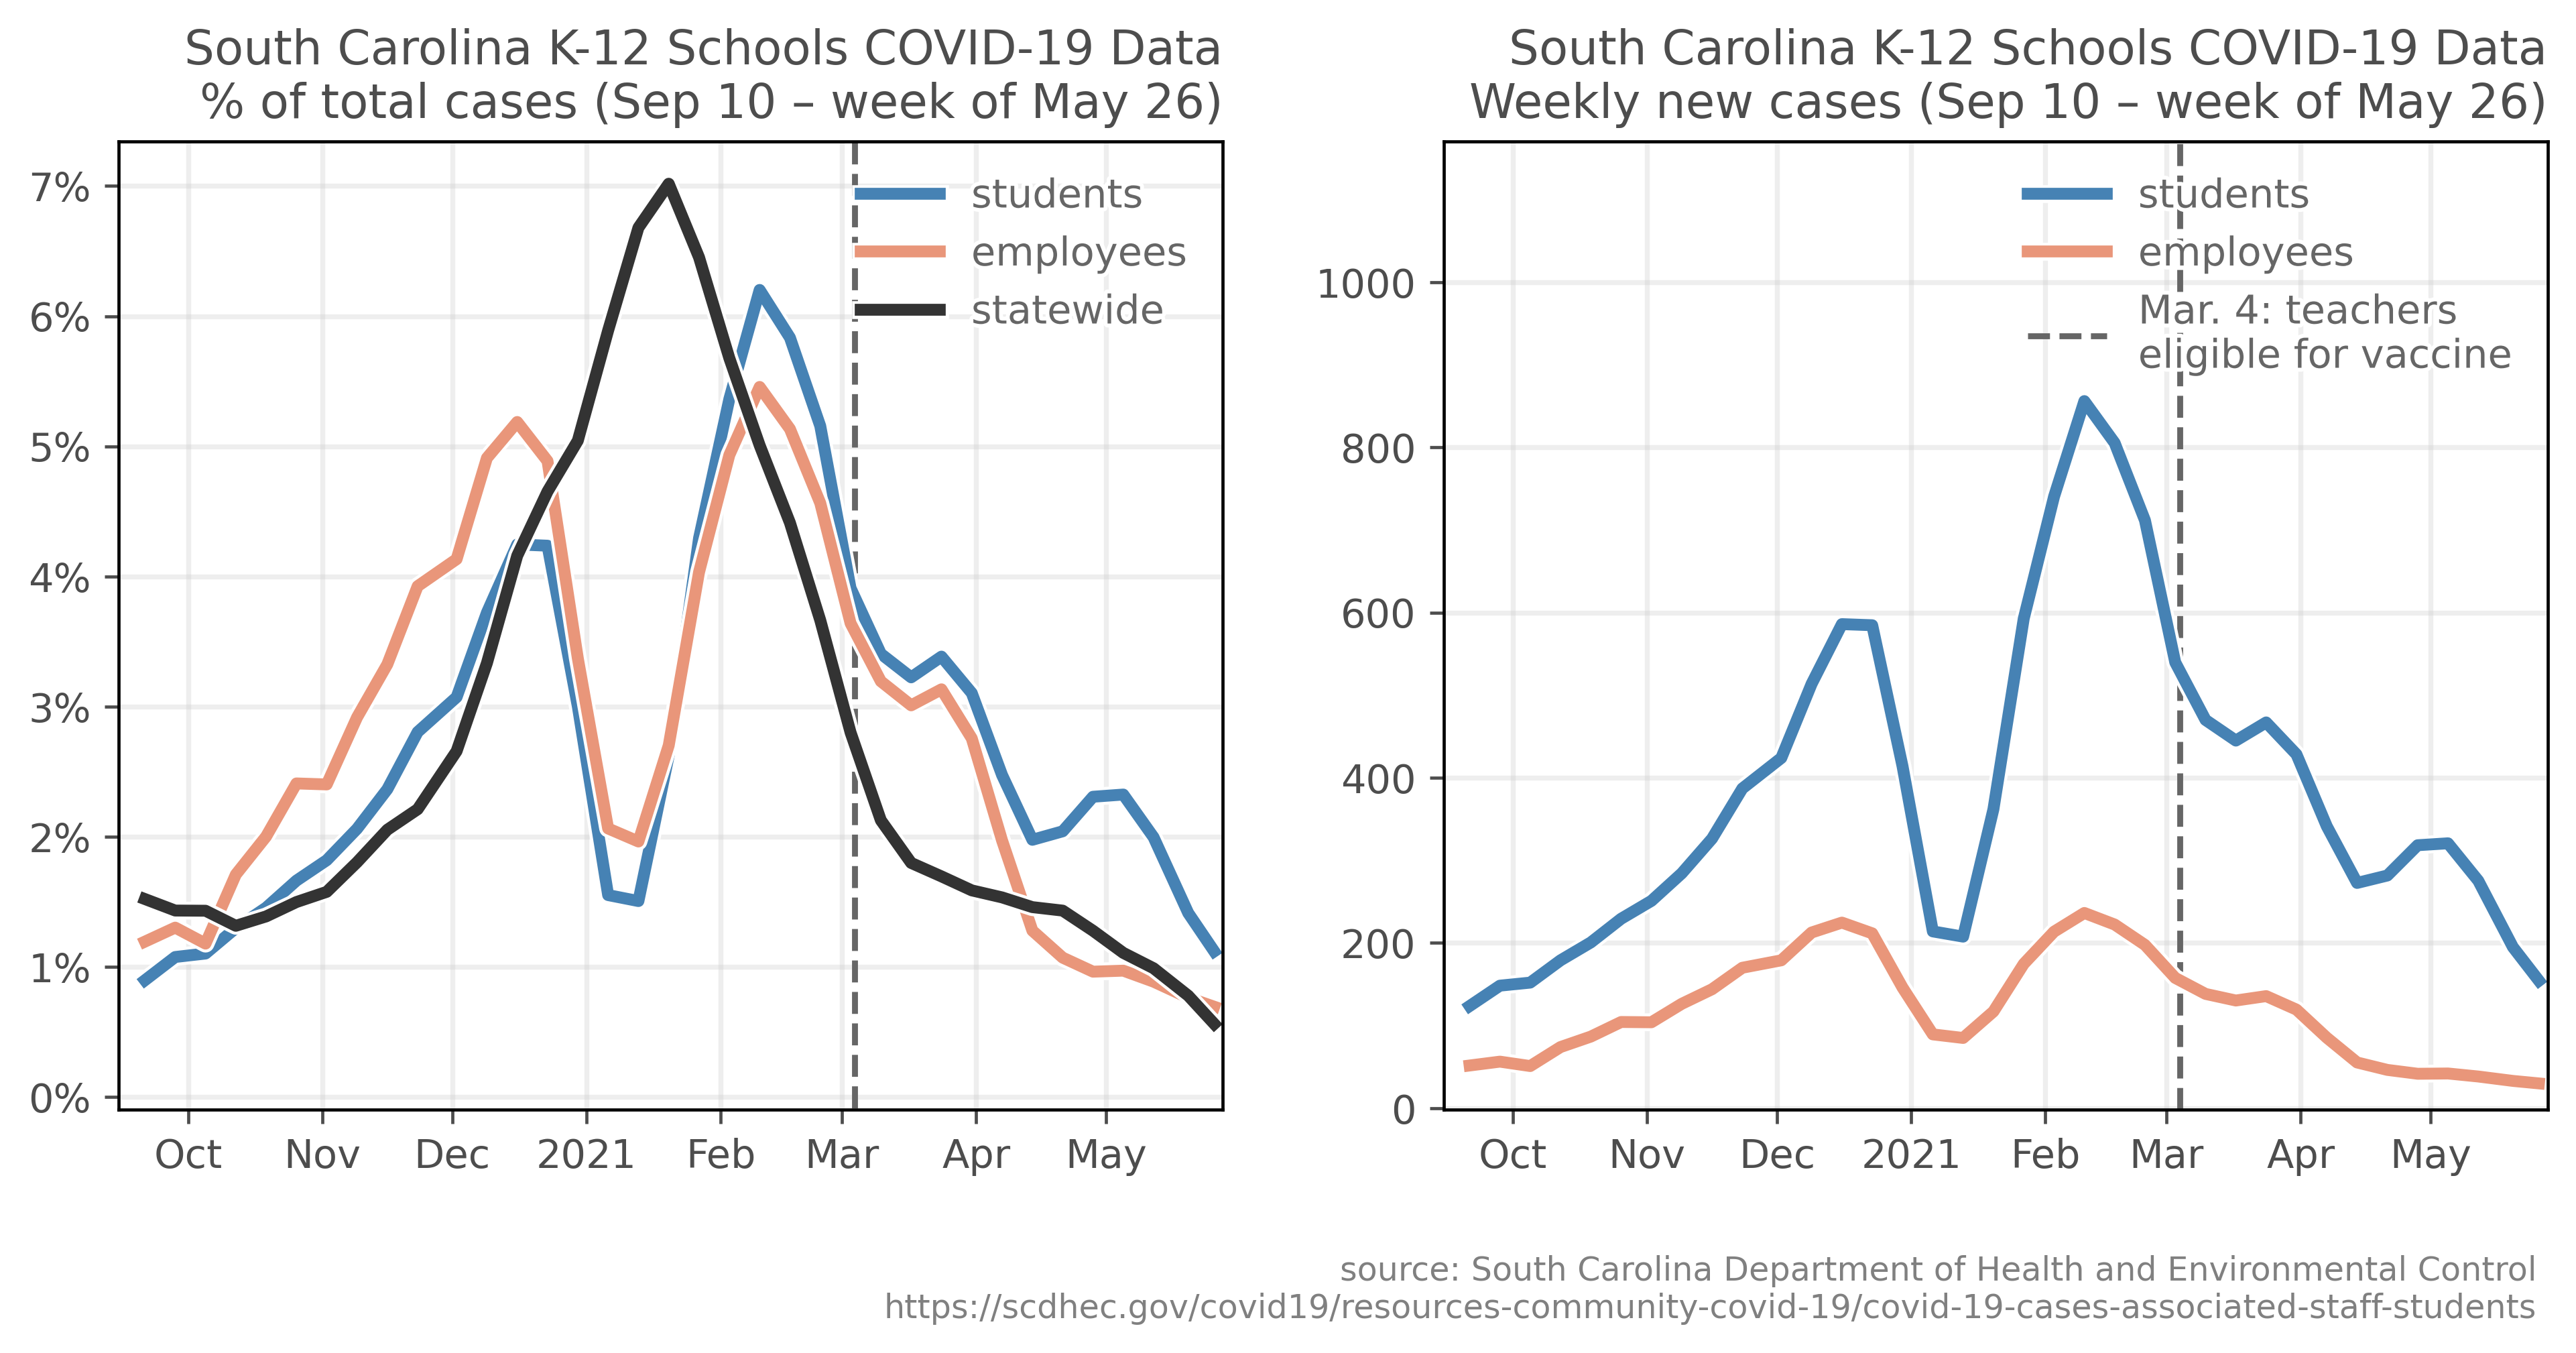 South Carolina K-12 Schools COVID-19 Data
% of total cases (Sep 10 – week of May 26)
7%
6%
5%
4%
3%
2%
1%
0%
students
employees
statewide
Oct Nov Dec 2021 Feb Mar Apr May
South Carolina K-12 Schools COVID-19 Data
Weekly new cases (Sep 10 – week of May 26)
1000
800
600
400
200
0
students
employees
Mar. 4: teachers
eligible for vaccine
Oct Nov Dec 2021 Feb Mar Apr May
source: South Carolina Department of Health and Environmental Control
https://scdhec.gov/covid19/resources-community-covid-19/covid-19-cases-associated-staff-students